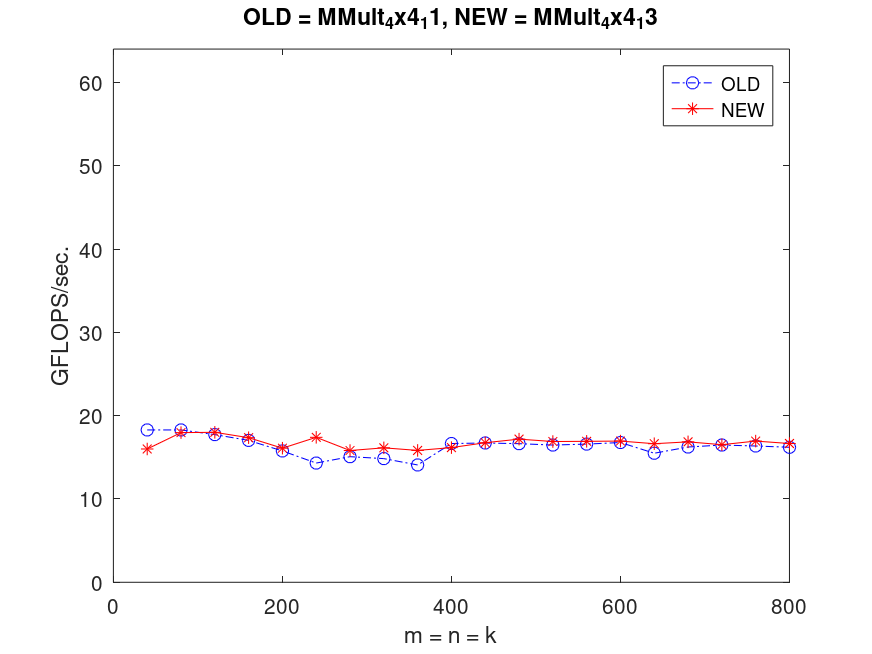 OLD = MMult₄x4₁1, NEW = MMult₄x4₁3
60
50
40
30
20
10
0
GFLOPS/sec.
OLD
NEW
0 200 400 600 800
m = n = k